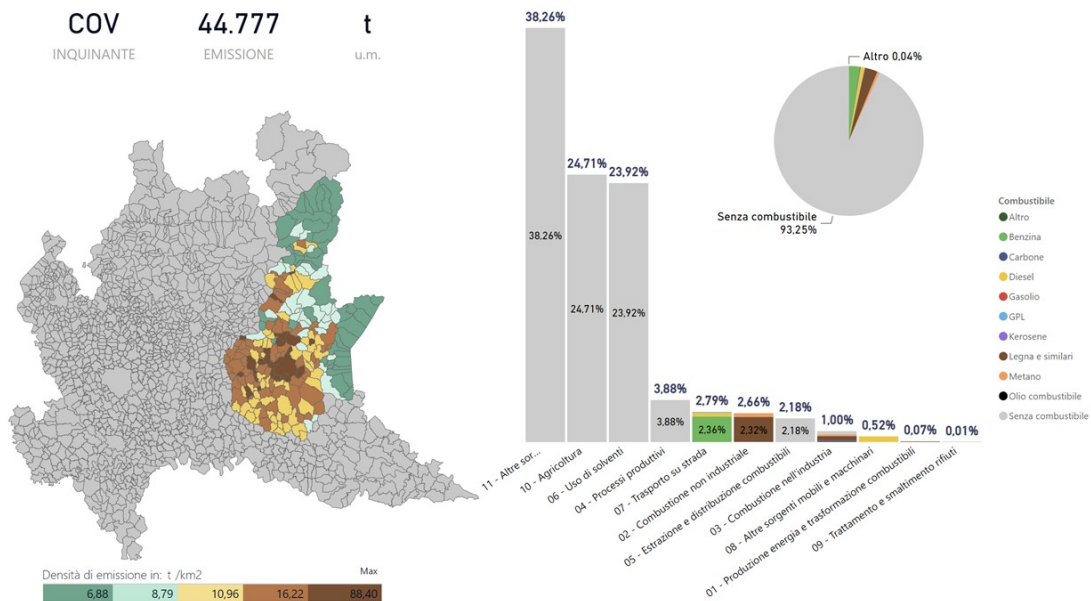 COV 44.777 t
INQUINANTE EMISSIONE u.m.
Densità di emissione in: t /km2 Max
6,88 8,79 10,96 16,22 88,40
38,26%
24,71%
23,92%
3,88%
2,79%
2,66%
2,18%
1,00%
0,52%
0,07%
0,01%
38,26%
24,71%
23,92%
3,88%
2,36%
2,32%
2,18%
11 - Altre sor...
10 - Agricoltura
06 - Uso di solventi
04 - Processi produttivi
07 - Trasporto su strada
02 - Combustione non industriale
05 - Estrazione e distribuzione combustibili
03 - Combustione nell'industria
08 - Altre sorgenti mobili e macchinari
01 - Produzione energia e trasformazione combustibili
09 - Trattamento e smaltimento rifiuti
Altro 0,04%
Senza combustibile
93,25%
Combustibile
Altro
Benzina
Carbone
Diesel
Gasolio
GPL
Kerosene
Legna e similari
Metano
Olio combustibile
Senza combustibile